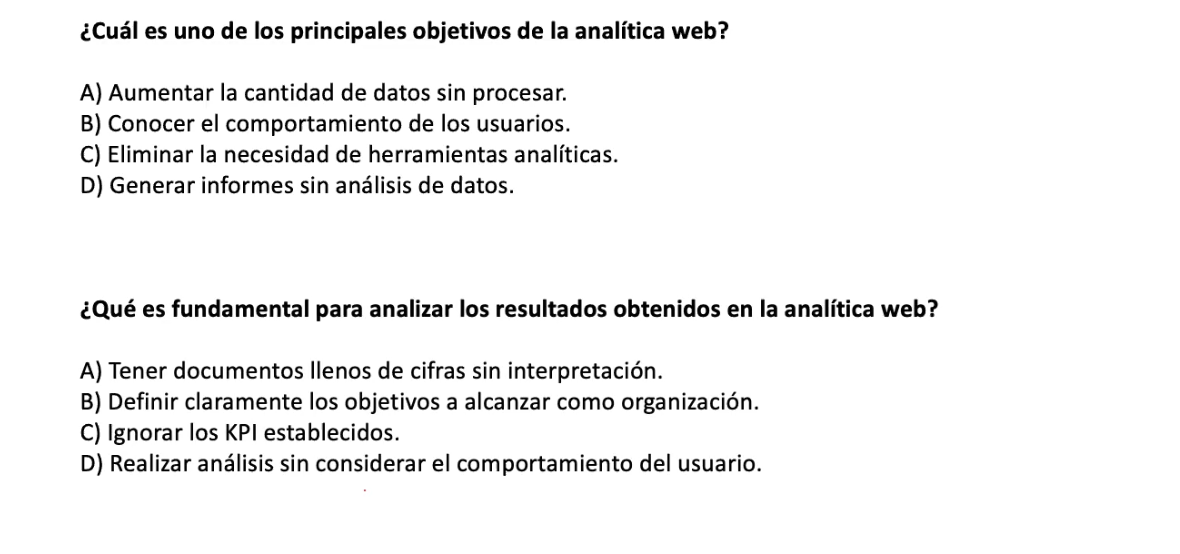 ¿Cuál es uno de los principales objetivos de la analítica web?
A) Aumentar la cantidad de datos sin procesar.
B) Conocer el comportamiento de los usuarios.
C) Eliminar la necesidad de herramientas analíticas.
D) Generar informes sin análisis de datos.
¿Qué es fundamental para analizar los resultados obtenidos en la analítica web?
A) Tener documentos llenos de cifras sin interpretación.
B) Definir claramente los objetivos a alcanzar como organización.
C) Ignorar los KPI establecidos.
D) Realizar análisis sin considerar el comportamiento del usuario.